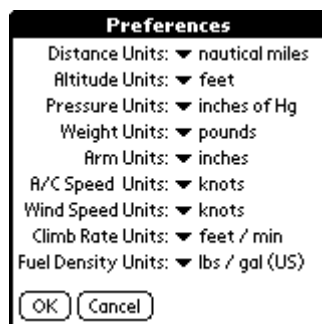 Preferences
Distance Units: nautical miles
Altitude Units: feet
Pressure Units: inches of Hg
Weight Units: pounds
Arm Units: inches
A/C Speed Units: knots
Wind Speed Units: knots
Climb Rate Units: feet / min
Fuel Density Units: lbs / gal (US)
OK Cancel